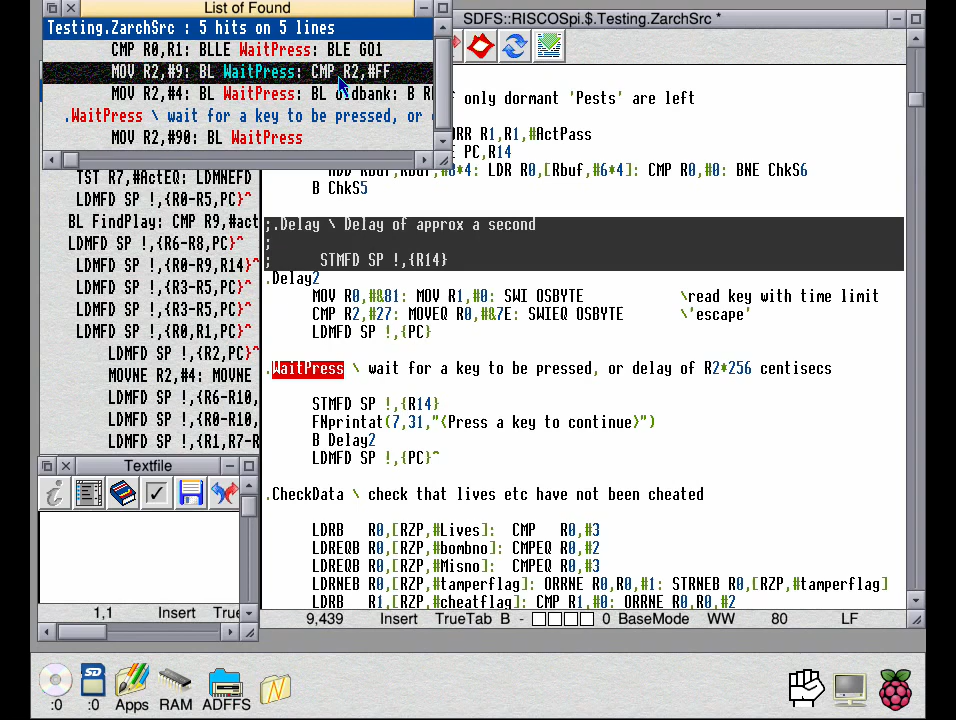 List of Found
Testing.ZarchSrc : 5 hits on 5 lines
CMP R0,R1: BLLE WaitPress: BLE GO1
MOV R2,#9: BL WaitPress: CMP R2,#FF
MOV R2,#4: BL WaitPress: BL Oldbank: B
.WaitPress \ wait for a key to be pressed, or
MOV R2,#90: BL WaitPress
SDFS::RISCOSpi.$.Testing.ZarchSrc *
only dormant 'Pests' are left
R1,R1,#ActPass
PC,R14
LDR R0,[Rbuf,#6*4]: CMP R0,#0: BNE ChkS6
B ChkS5
;.Delay \ Delay of approx a second
;
; STMFD SP !,{R14}
.Delay2
MOV R0,#&81: MOV R1,#0: SWI OSBYTE \read key with time limit
CMP R2,#27: MOVEQ R0,#&7E: SWIEQ OSBYTE \'escape'
LDMFD SP !,{PC}
.WaitPress \ wait for a key to be pressed, or delay of R2*256 centisecs
STMFD SP !,{R14}
FNprintat(7,31,"{Press a key to continue}")
B Delay2
LDMFD SP !,{PC}^
.CheckData \ check that lives etc have not been cheated
LDRB R0,[RZP,#Lives]: CMP R0,#3
LDREQB R0,[RZP,#bombno]: CMPEQ R0,#2
LDREQB R0,[RZP,#Misno]: CMPEQ R0,#3
LDRNEB R0,[RZP,#tamperflag]: ORRNE R0,R0,#1: STRNEB R0,[RZP,#tamperflag]
LDRB R1,[RZP,#cheatflag]: CMP R1,#0: ORRNE R0,R0,#2
9,439 Insert TrueTab B - 0 BaseMode WW 80 LF
TST R7,#ActEQ: LDMNEFD
LDMFD SP !,{R0-R5,PC}^
BL FindPlay: CMP R9,#act
LDMFD SP !,{R6-R8,PC}^
LDMFD SP !,{R0-R9,R14}^
LDMFD SP !,{R3-R5,PC}^
LDMFD SP !,{R3-R5,PC}^
LDMFD SP !,{R0,R1,PC}^
LDMFD SP !,{R2,PC}^
MOVNE R2,#4: MOVNE
LDMFD SP !,{R6-R10,
LDMFD SP !,{R0-R10,
LDMFD SP !,{R1,R7-R
Textfile
1,1 Insert True
:0 :0 Apps RAM ADFFS